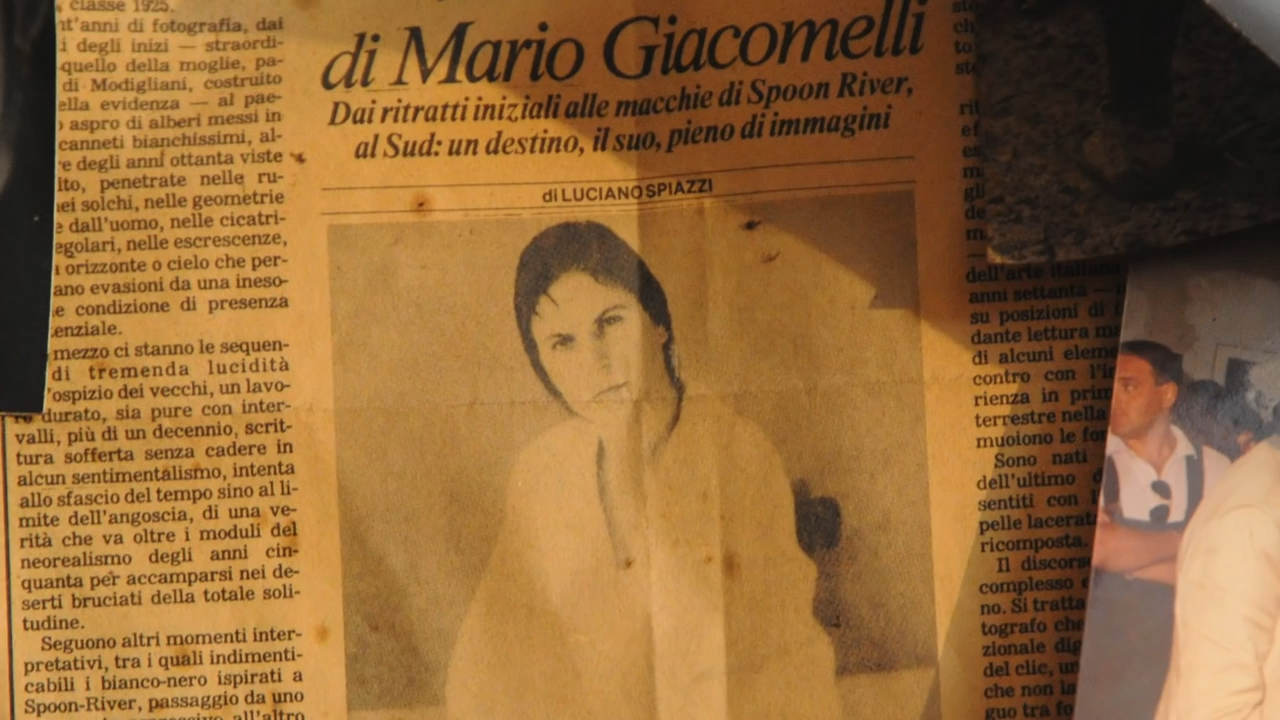 classe 1925.
nt'anni di fotografia, dai
i degli inizi — straordi-
quello della moglie, pa-
di Modigliani, costruito
ella evidenza — al pae-
aspro di alberi messi in
canneti bianchissimi, al-
e degli anni ottanta viste
lto, penetrate nelle ru-
nei solchi, nelle geometrie
e dall'uomo, nelle cicatri-
egolari, nelle escrescenze,
orizzonte o cielo che per-
ano evasioni da una ineso-
e condizione di presenza
enziale.
mezzo ci stanno le sequen-
di tremenda lucidità
'ospizio dei vecchi, un lavo-
ro durato, sia pure con inter-
valli, più di un decennio, scrit-
tura sofferta senza cadere in
alcun sentimentalismo, intenta
allo sfascio del tempo sino al li-
mite dell'angoscia, di una ve-
rità che va oltre i moduli del
neorealismo degli anni cin-
quanta per accamparsi nei de-
serti bruciati della totale soli-
tudine.
Seguono altri momenti inter-
pretativi, tra i quali indimenti-
cabili i bianco-nero ispirati a
Spoon-River, passaggio da uno
all'altro
di Mario Giacomelli
Dai ritratti iniziali alle macchie di Spoon River,
al Sud: un destino, il suo, pieno di immagini
di LUCIANO SPIAZZI
dell'arte italiana
anni settanta —
su posizioni di
dante lettura ma
di alcuni eleme
contro con l'i
rienza in prim
terrestre nella
muoiono le for
Sono nati
dell'ultimo
sentiti con
pelle lacerat
ricomposta.
Il discors
complesso
no. Si tratta
tografo che
zionale dig
del clic, un
che non la
guo tra fo